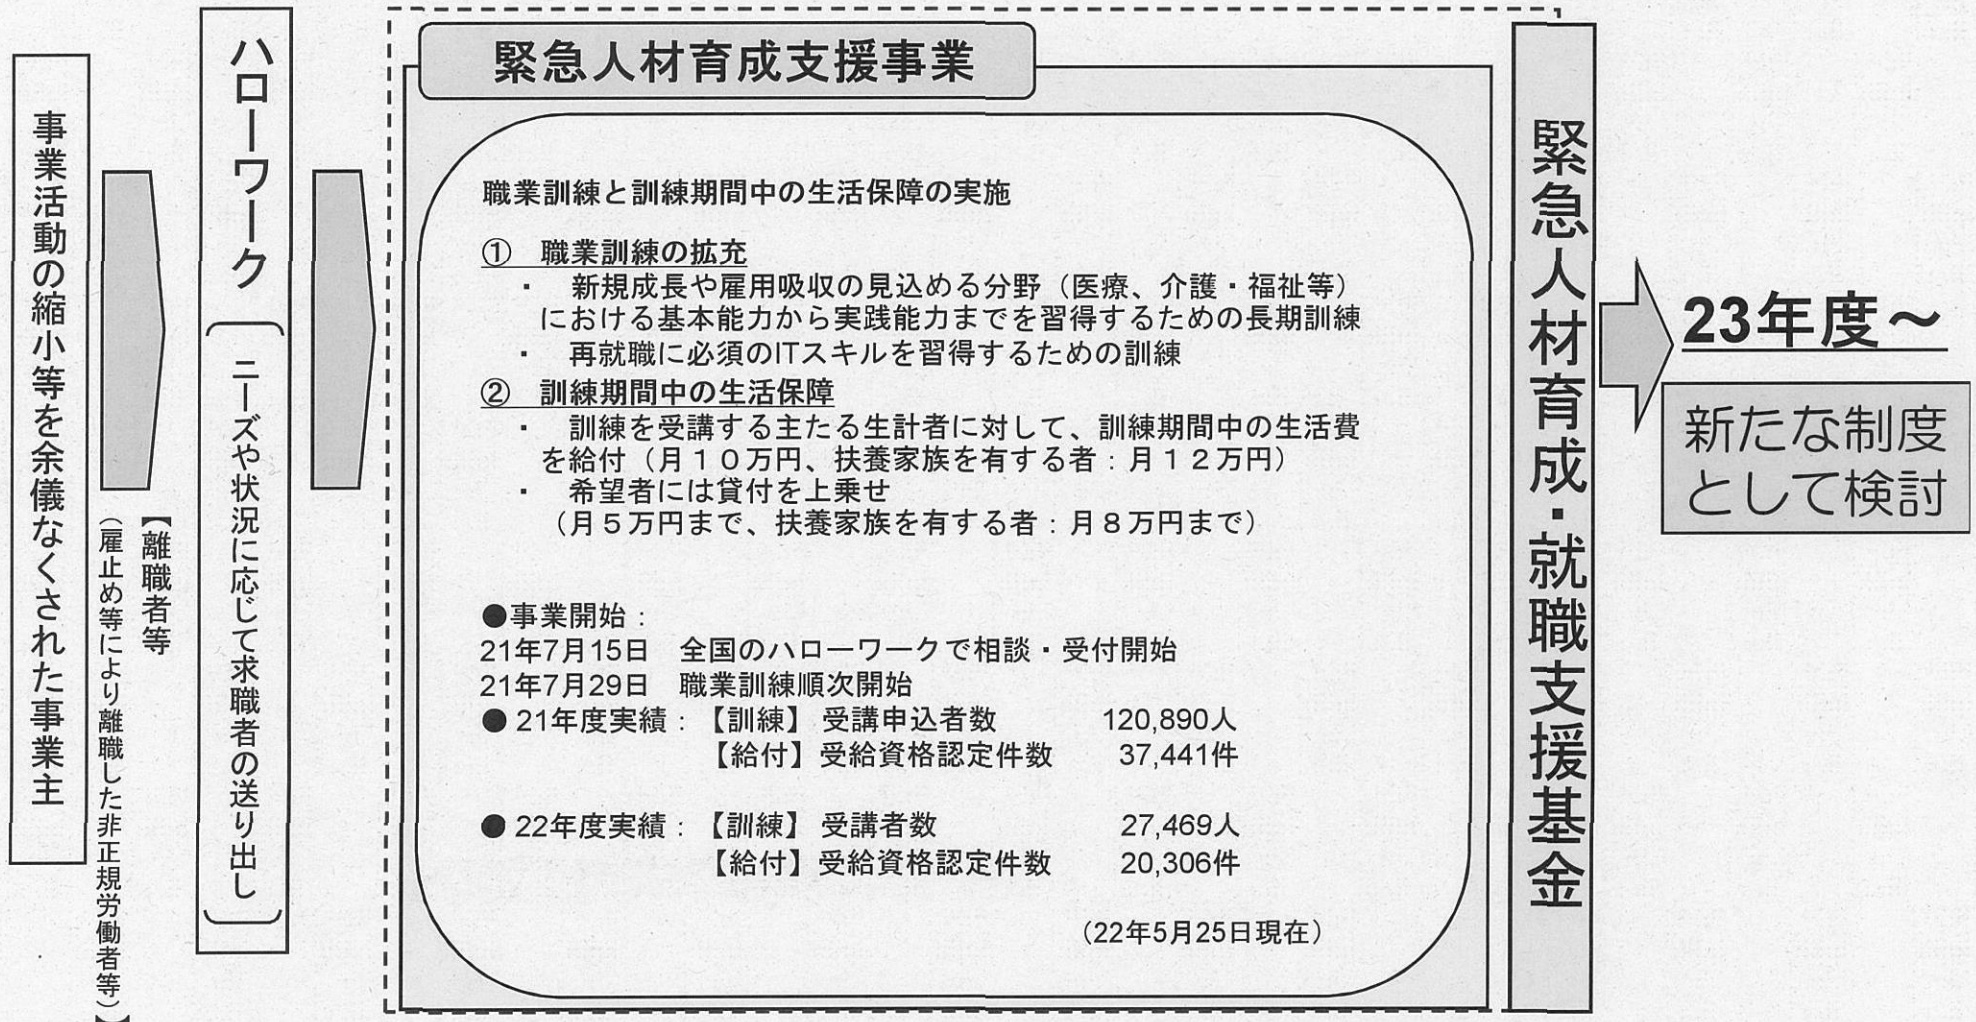 事業活動の縮小等を余儀なくされた事業主
【離職者等
（雇止め等により離職した非正規労働者等）】
ハローワーク
ニーズや状況に応じて求職者の送り出し
緊急人材育成支援事業
職業訓練と訓練期間中の生活保障の実施
① 職業訓練の拡充
・ 新規成長や雇用吸収の見込める分野（医療、介護・福祉等）
における基本能力から実践能力までを習得するための長期訓練
・ 再就職に必須のITスキルを習得するための訓練
② 訓練期間中の生活保障
・ 訓練を受講する主たる生計者に対して、訓練期間中の生活費
を給付（月１０万円、扶養家族を有する者：月１２万円）
・ 希望者には貸付を上乗せ
（月５万円まで、扶養家族を有する者：月８万円まで）
●事業開始：
21年7月15日 全国のハローワークで相談・受付開始
21年7月29日 職業訓練順次開始
● 21年度実績：【訓練】受講申込者数 120,890人
【給付】受給資格認定件数 37,441件
● 22年度実績：【訓練】受講者数 27,469人
【給付】受給資格認定件数 20,306件
（22年5月25日現在）
緊急人材育成・就職支援基金
23年度～
新たな制度
として検討